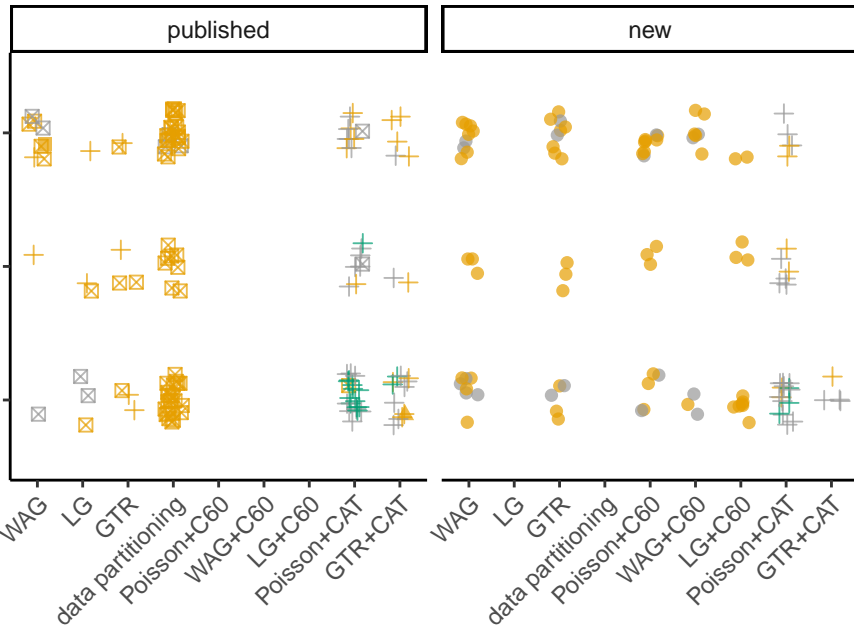 published
new
WAG
LG
GTR
data partitioning
Poisson+C60
WAG+C60
LG+C60
Poisson+CAT
GTR+CAT
WAG
LG
GTR
data partitioning
Poisson+C60
WAG+C60
LG+C60
Poisson+CAT
GTR+CAT